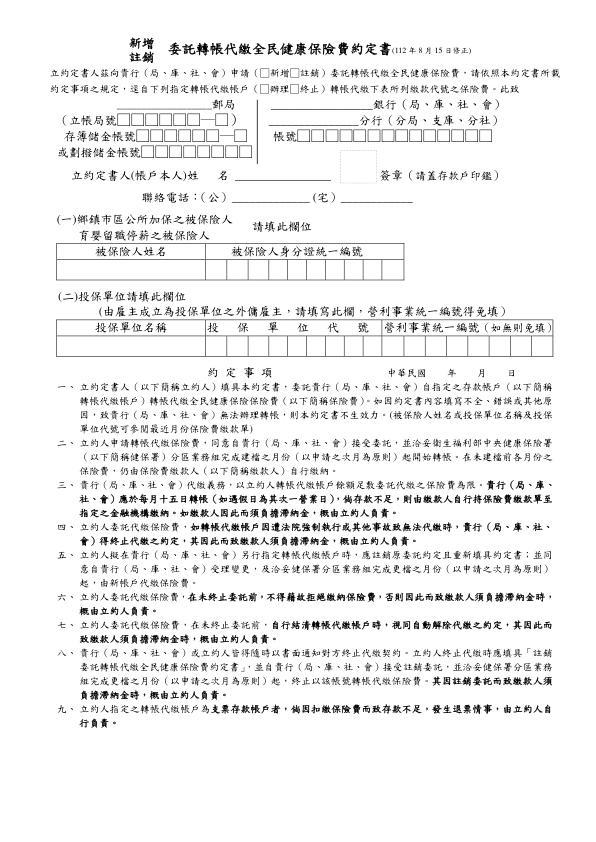 新增
註銷
委託轉帳代繳全民健康保險費約定書(112 年 8 月 15 日修正)
立約定書人茲向貴行(局、庫、社、會)申請(□新增□註銷)委託轉帳代繳全民健康保險費,請依照本約定書所載
約定事項之規定,逕自下列指定轉帳代繳帳戶(□辦理□終止)轉帳代繳下表所列繳款代號之保險費。此致
________________郵局
(立帳局號□□□□□□—□)
存簿儲金帳號□□□□□□—□
或劃撥儲金帳號□□□□□□□□
________________銀行(局、庫、社、會)
________________分行(分局、支庫、分社)
帳號□□□□□□□□□□□□□□
立約定書人(帳戶本人)姓 名 ________________ 簽章(請蓋存款戶印鑑)
聯絡電話:(公)_____________(宅)____________
(一)鄉鎮市區公所加保之被保險人
育嬰留職停薪之被保險人
請填此欄位
被保險人姓名 被保險人身分證統一編號
(二)投保單位請填此欄位
(由雇主成立為投保單位之外傭雇主,請填寫此欄,營利事業統一編號得免填)
投保單位名稱 投 保 單 位 代 號 營利事業統一編號(如無則免填)
約 定 事 項 中華民國 年 月 日
一、立約定書人(以下簡稱立約人)填具本約定書,委託貴行(局、庫、社、會)自指定之存款帳戶(以下簡稱
轉帳代繳帳戶)轉帳代繳全民健康保險費(以下簡稱保險費)。如因約定書內容填寫不全、錯誤或其他原
因,致貴行(局、庫、社、會)無法辦理轉帳,則本約定書不生效力。(被保險人姓名或投保單位名稱及投保
單位代號可參閱最近月份保險費繳款單)
二、立約人申請轉帳代繳保險費,同意自貴行(局、庫、社、會)接受委託,並洽妥衛生福利部中央健康保險署
(以下簡稱健保署)分區業務組完成建檔之月份(以申請之次月為原則)起開始轉帳。在未建檔前各月份之
保險費,仍由保險費繳款人(以下簡稱繳款人)自行繳納。
三、貴行(局、庫、社、會)代繳義務,以立約人轉帳代繳帳戶餘額足數委託代繳之保險費為限。貴行(局、庫、
社、會)應於每月十五日轉帳(如遇假日為其次一營業日),倘存款不足,則由繳款人自行持保險費繳款單至
指定之金融機構繳納。如繳款人因此而須負擔滯納金,概由立約人負責。
四、立約人委託代繳保險費,如轉帳代繳帳戶因遭法院強制執行或其他事故致無法代繳時,貴行(局、庫、社、
會)得終止代繳之約定,其因此而致繳款人須負擔滯納金時,概由立約人負責。
五、立約人擬在貴行(局、庫、社、會)另行指定轉帳代繳帳戶時,應註銷原委託約定且重新填具約定書;並同
意自貴行(局、庫、社、會)受理變更,及洽妥健保署分區業務組完成更檔之月份(以申請之次月為原則)
起,由新帳戶代繳保險費。
六、立約人委託代繳保險費,在未終止委託前,不得藉故拒絕繳納保險費,否則因此而致繳款人須負擔滯納金時,
概由立約人負責。
七、立約人委託代繳保險費,在未終止委託前,自行結清轉帳代繳帳戶時,視同自動解除代繳之約定,其因此而
致繳款人須負擔滯納金時,概由立約人負責。
八、貴行(局、庫、社、會)或立約人皆得隨時以書面通知對方終止代繳契約。立約人終止代繳時應填具「註銷
委託轉帳代繳全民健康保險費約定書」,並自貴行(局、庫、社、會)接受註銷委託,並洽妥健保署分區業務
組完成更檔之月份(以申請之次月為原則)起,終止以該帳號轉帳代繳保險費。其因註銷委託而致繳款人須
負擔滯納金時,概由立約人負責。
九、立約人指定之轉帳代繳帳戶為支票存款帳戶者,倘因扣繳保險費而致存款不足,發生退票情事,由立約人自
行負責。